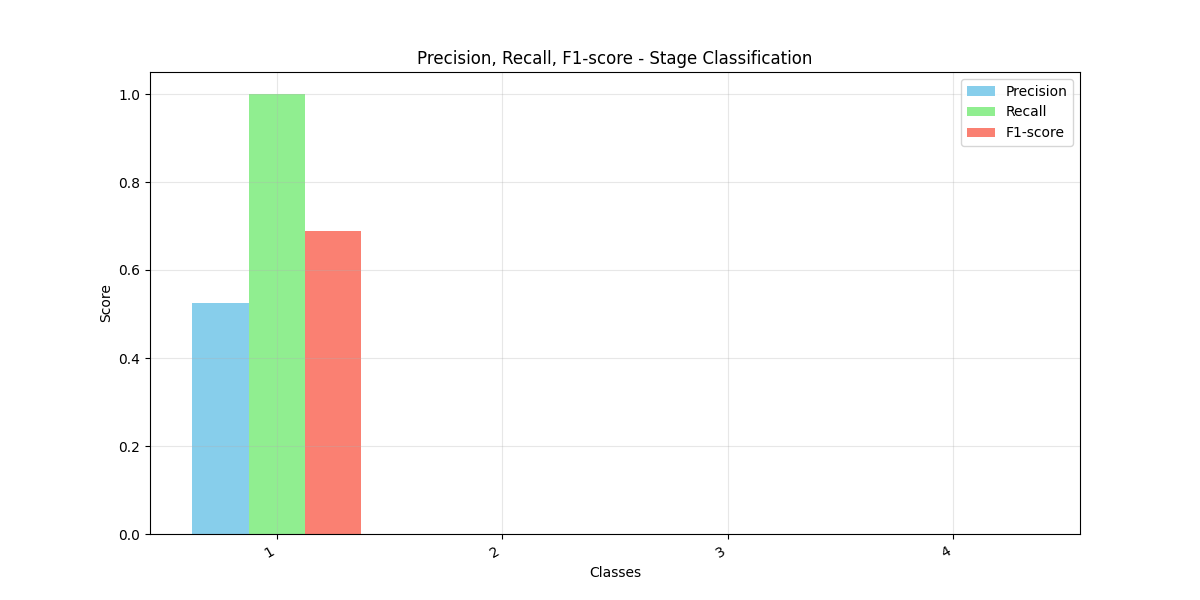 Precision, Recall, F1-score - Stage Classification
Precision
Recall
F1-score
1.0
0.8
0.6
0.4
0.2
0.0
Score
1
2
3
4
Classes